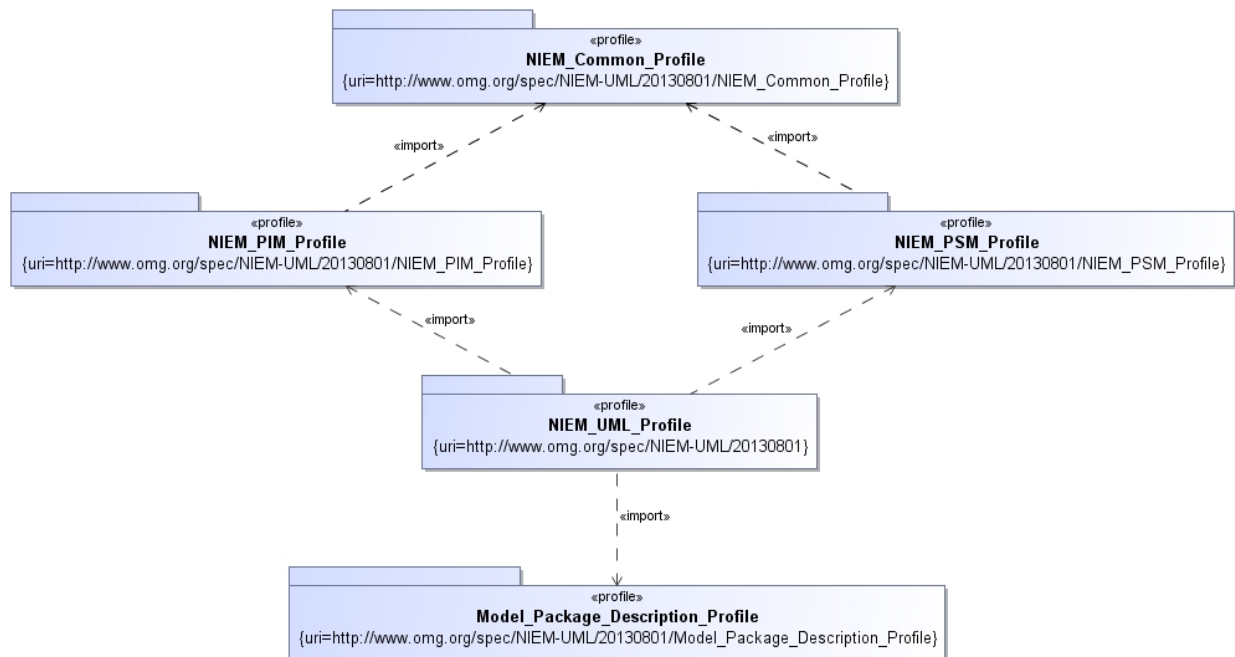 «profile»
NIEM_Common_Profile
{uri=http://www.omg.org/spec/NIEM-UML/20130801/NIEM_Common_Profile}
«import»
«import»
«profile»
NIEM_PIM_Profile
{uri=http://www.omg.org/spec/NIEM-UML/20130801/NIEM_PIM_Profile}
«profile»
NIEM_PSM_Profile
{uri=http://www.omg.org/spec/NIEM-UML/20130801/NIEM_PSM_Profile}
«import»
«import»
«profile»
NIEM_UML_Profile
{uri=http://www.omg.org/spec/NIEM-UML/20130801}
«import»
«profile»
Model_Package_Description_Profile
{uri=http://www.omg.org/spec/NIEM-UML/20130801/Model_Package_Description_Profile}